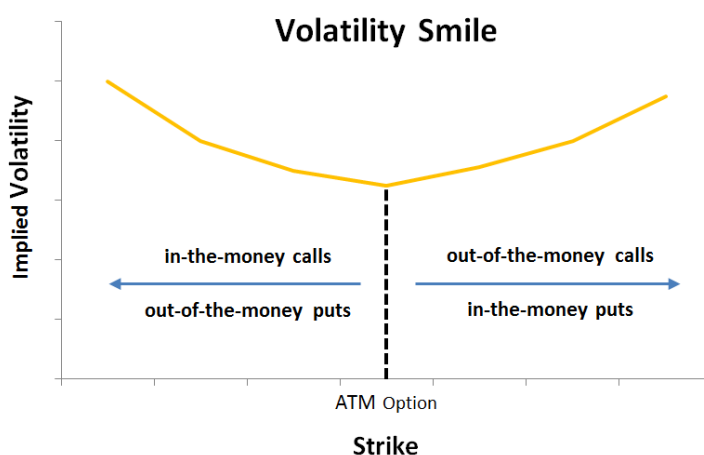 Volatility Smile
Implied Volatility
in-the-money calls
out-of-the-money puts
out-of-the-money calls
in-the-money puts
ATM Option
Strike